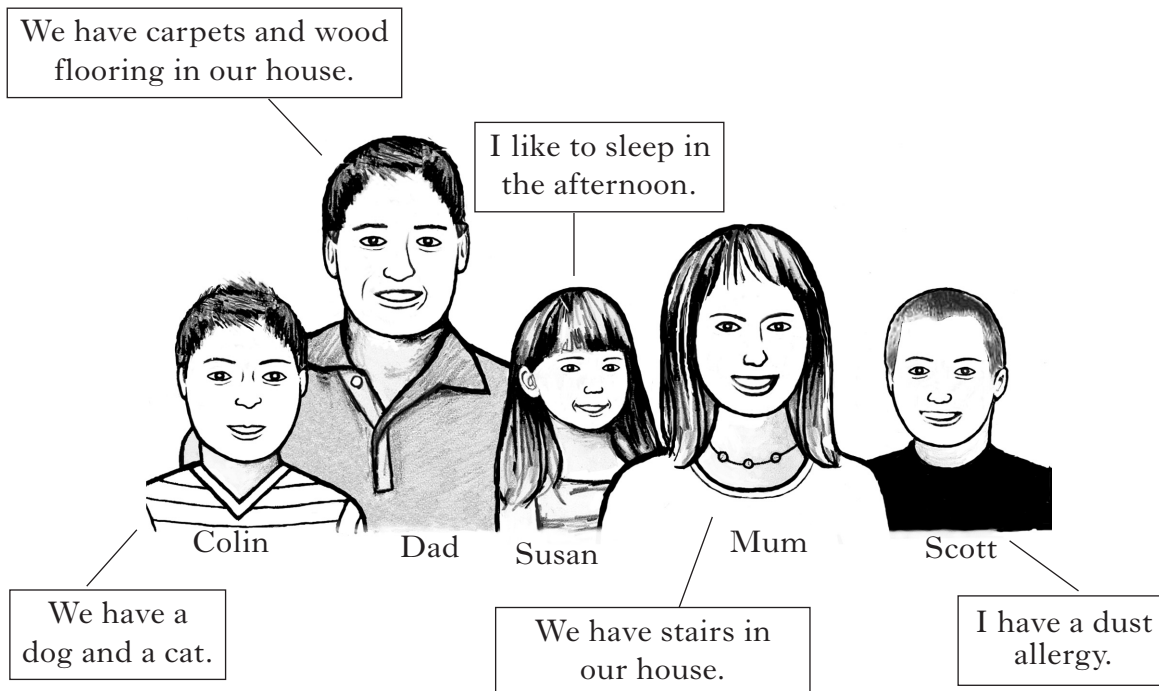 We have carpets and wood
flooring in our house.
I like to sleep in
the afternoon.
Colin
Dad
Susan
Mum
Scott
We have a
dog and a cat.
We have stairs in
our house.
I have a dust
allergy.